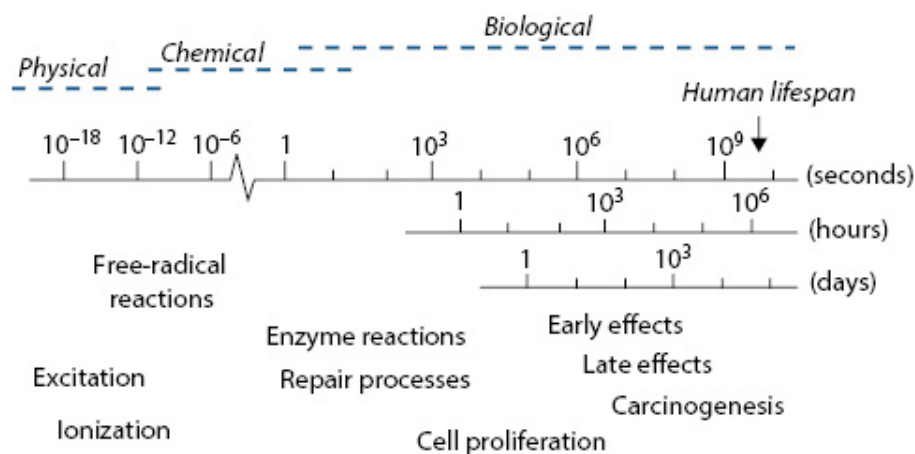 Biological
Chemical
Physical
Human lifespan
10⁻¹⁸ 10⁻¹² 10⁻⁶ 1 10³ 10⁶ 10⁹
(seconds)
1 10³ 10⁶
(hours)
1 10³
(days)
Free-radical
reactions
Early effects
Enzyme reactions
Late effects
Excitation
Repair processes
Carcinogenesis
Ionization
Cell proliferation